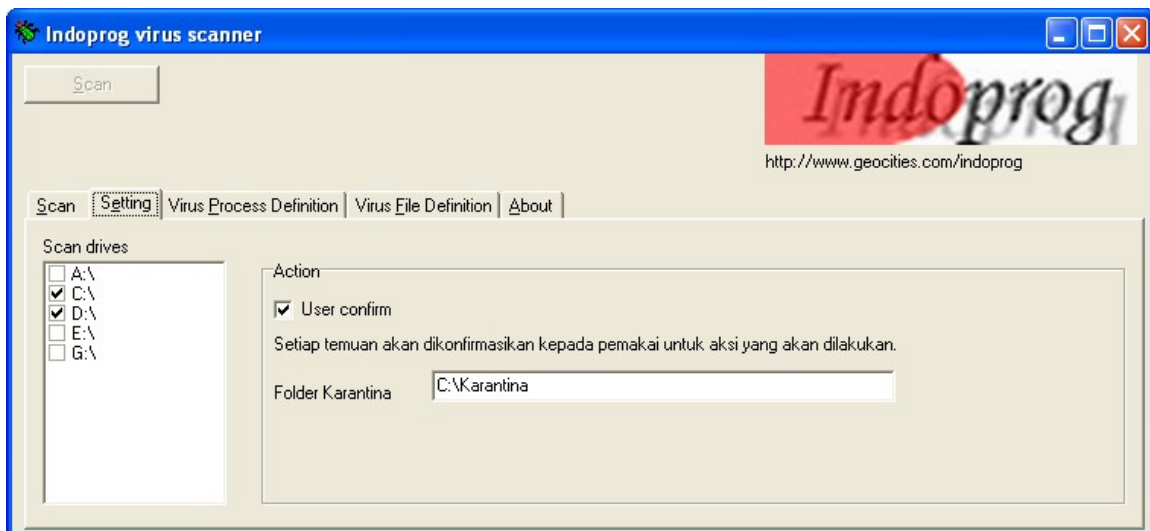 Indoprog virus scanner
Scan
Indoprog
http://www.geocities.com/indoprog
Scan Setting Virus Process Definition Virus File Definition About
Scan drives
A:\
C:\
D:\
E:\
G:\
Action
User confirm
Setiap temuan akan dikonfirmasikan kepada pemakai untuk aksi yang akan dilakukan.
Folder Karantina C:\Karantina